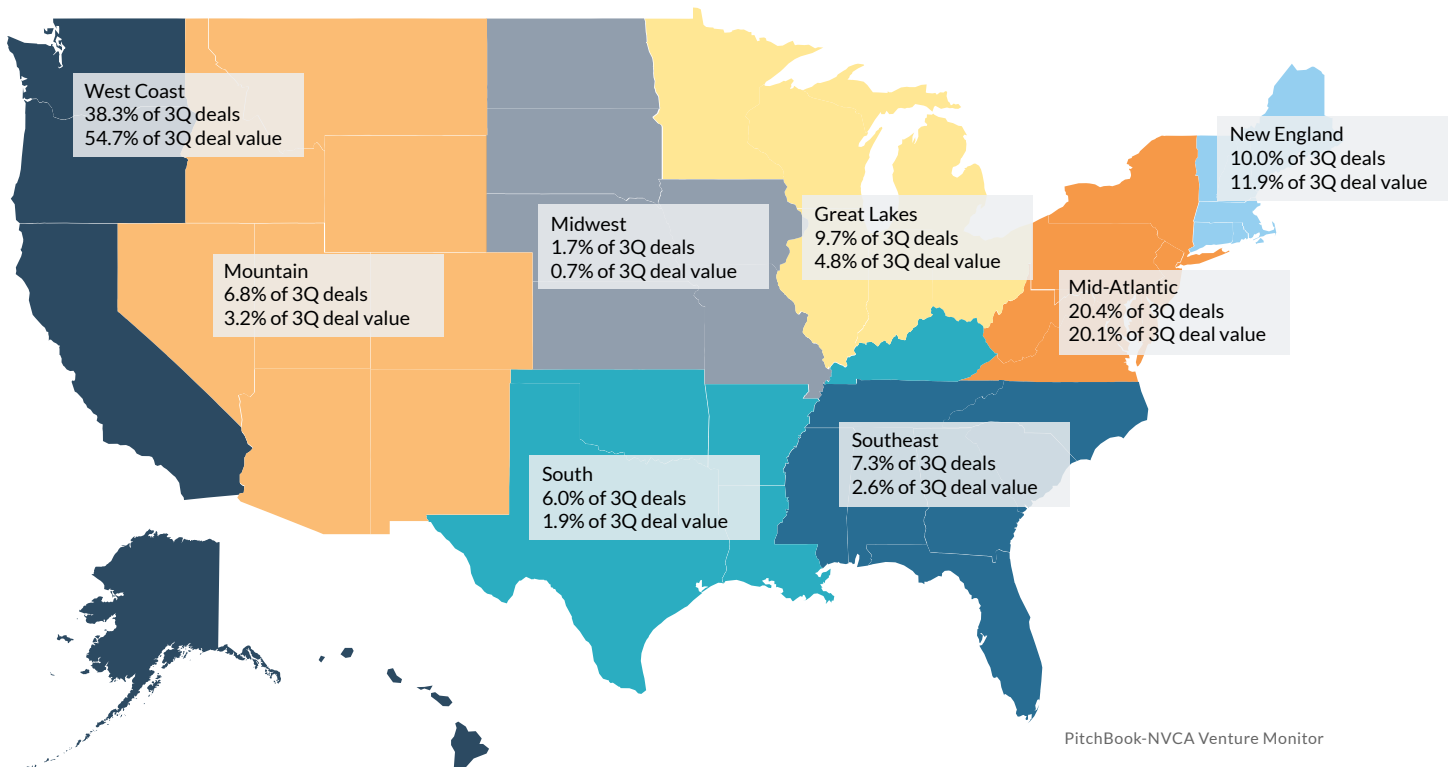 West Coast
38.3% of 3Q deals
54.7% of 3Q deal value
New England
10.0% of 3Q deals
11.9% of 3Q deal value
Midwest
1.7% of 3Q deals
0.7% of 3Q deal value
Great Lakes
9.7% of 3Q deals
4.8% of 3Q deal value
Mountain
6.8% of 3Q deals
3.2% of 3Q deal value
Mid-Atlantic
20.4% of 3Q deals
20.1% of 3Q deal value
South
6.0% of 3Q deals
1.9% of 3Q deal value
Southeast
7.3% of 3Q deals
2.6% of 3Q deal value
PitchBook-NVCA Venture Monitor